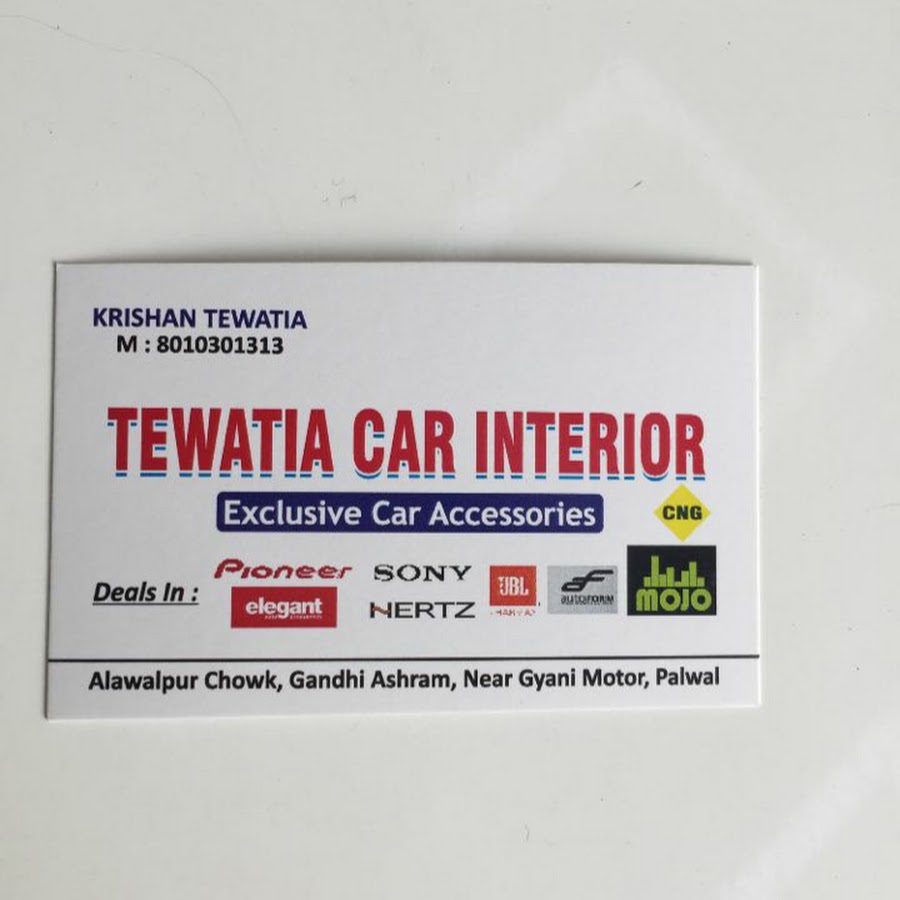 KRISHAN TEWATIA
M : 8010301313
TEWATIA CAR INTERIOR
Exclusive Car Accessories
CNG
Deals In :
Pioneer SONY JBL autoFORM MOJO
elegant HERTZ
Alawalpur Chowk, Gandhi Ashram, Near Gyani Motor, Palwal